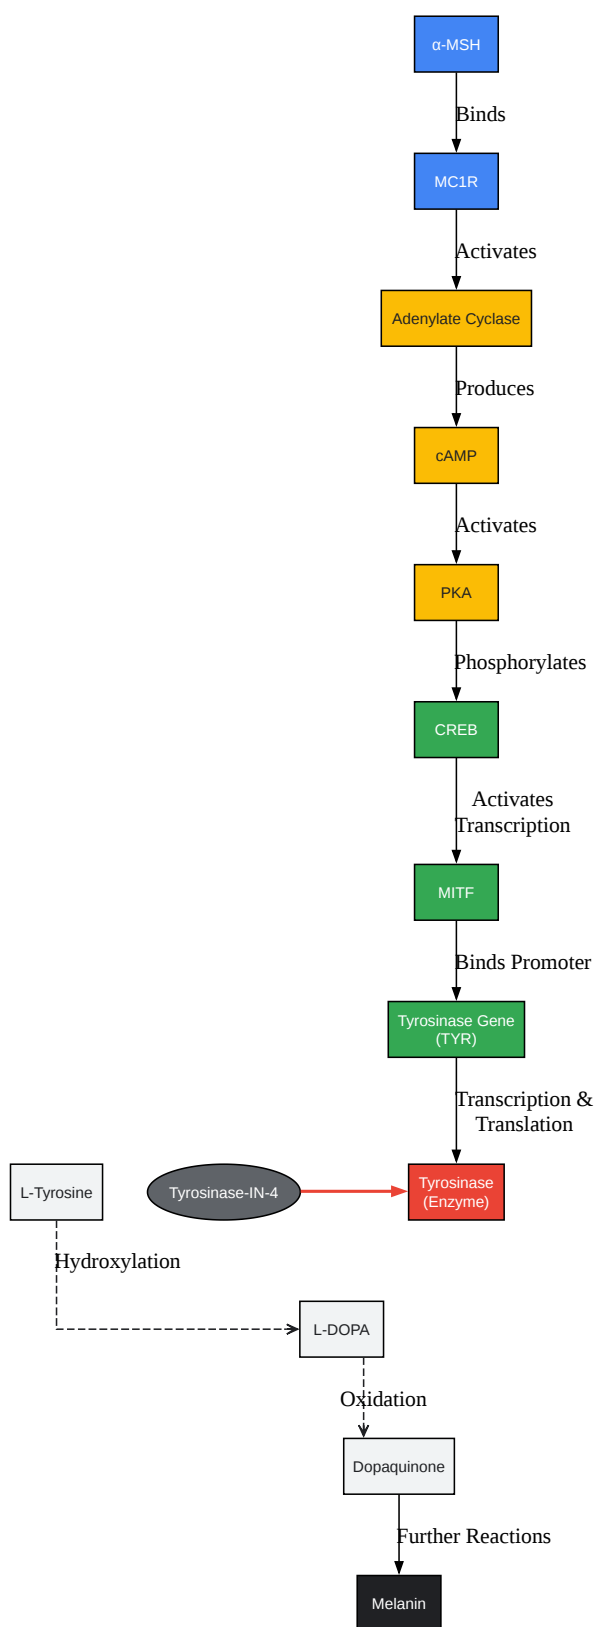 α-MSH
Binds
MC1R
Activates
Adenylate Cyclase
Produces
cAMP
Activates
PKA
Phosphorylates
CREB
Activates
Transcription
MITF
Binds Promoter
Tyrosinase Gene
(TYR)
Transcription &
Translation
L-Tyrosine
Tyrosinase-IN-4
Tyrosinase
(Enzyme)
Hydroxylation
L-DOPA
Oxidation
Dopaquinone
Further Reactions
Melanin